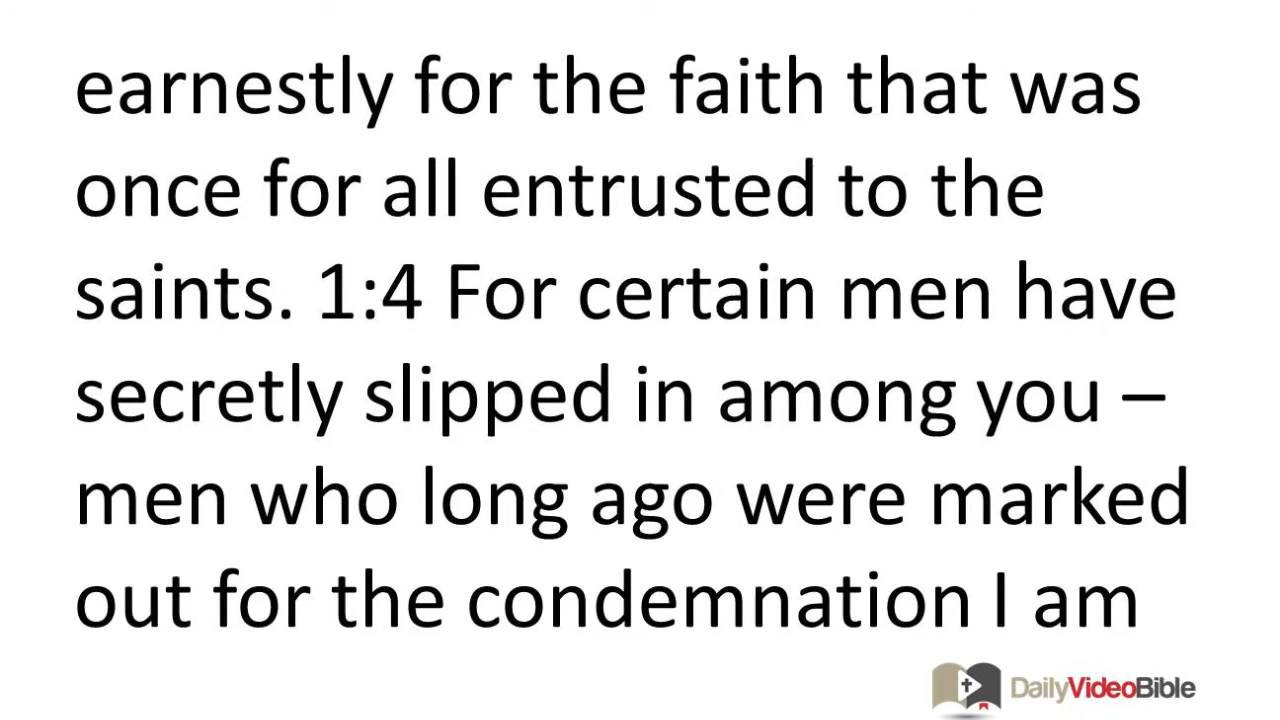 earnestly for the faith that was
once for all entrusted to the
saints. 1:4 For certain men have
secretly slipped in among you –
men who long ago were marked
out for the condemnation I am
DailyVideoBible